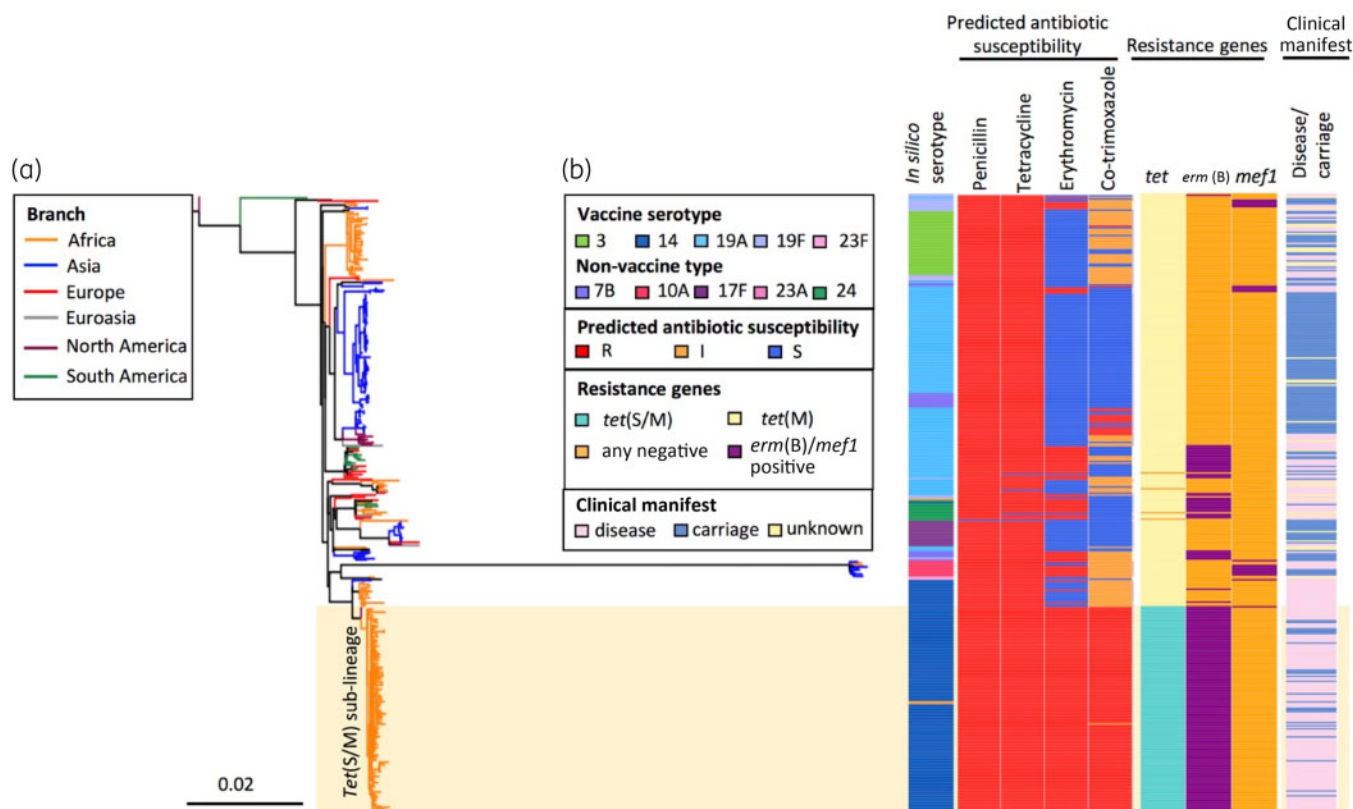 Predicted antibiotic
susceptibility
Resistance genes
Clinical
manifest
In silico
serotype
Penicillin
Tetracycline
Erythromycin
Co-trimoxazole
tet
erm (B)
mef1
Disease/
carriage
(a)
Branch
Africa
Asia
Europe
Euroasia
North America
South America
(b)
Vaccine serotype
3 14 19A 19F 23F
Non-vaccine type
7B 10A 17F 23A 24
Predicted antibiotic susceptibility
R I S
Resistance genes
tet(S/M) tet(M)
any negative erm(B)/mef1
positive
Clinical manifest
disease carriage unknown
Tet(S/M) sub-lineage
0.02